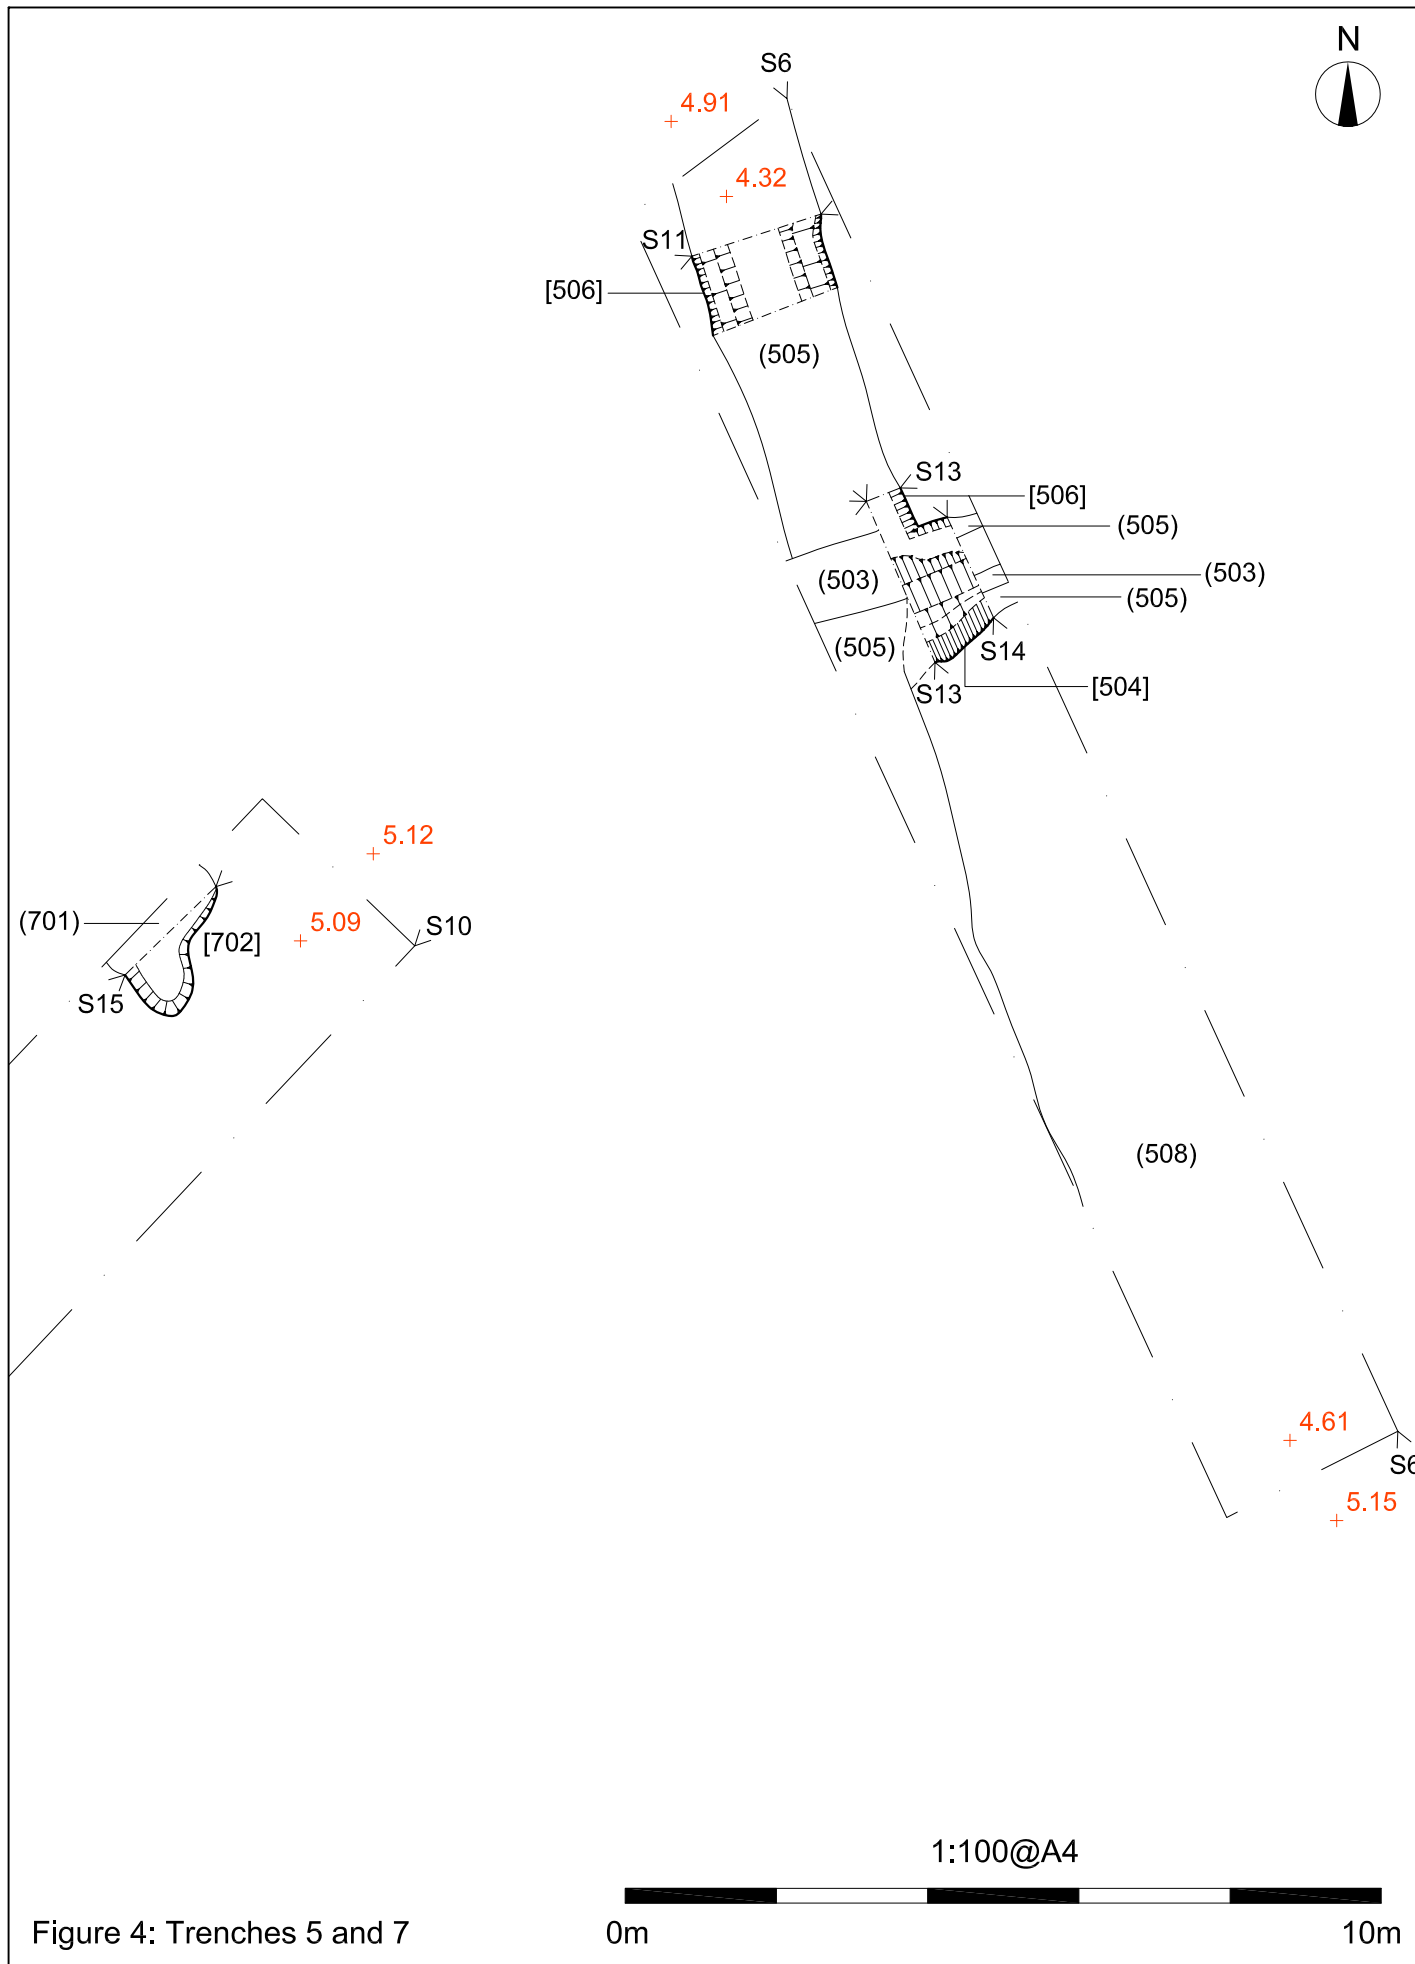 N
S6
4.91
4.32
S11
[506]
(505)
S13
[506]
(505)
(503)
(503)
(505)
(505)
S14
S13
[504]
5.12
(701)
5.09
S10
[702]
S15
(508)
4.61
S6
5.15
1:100@A4
Figure 4: Trenches 5 and 7
0m
10m